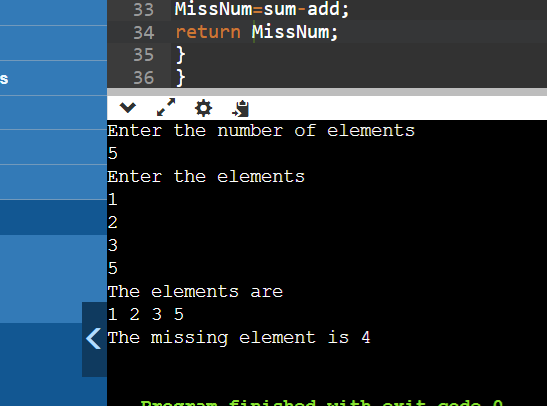 33 MissNum=sum-add;
34 return MissNum;
35 }
36 }
Enter the number of elements
5
Enter the elements
1
2
3
5
The elements are
1 2 3 5
The missing element is 4
Program finished with exit code 0